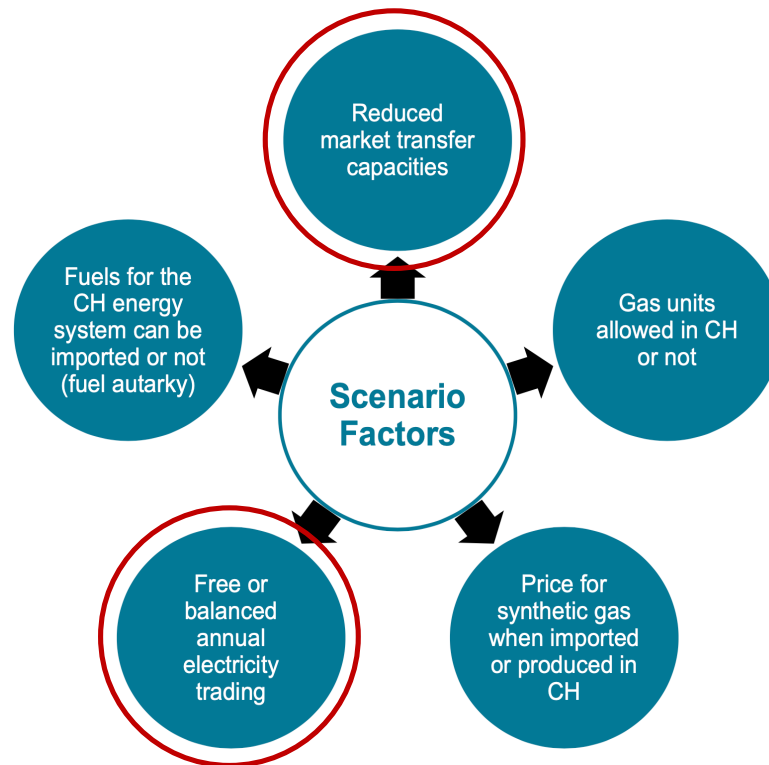 Reduced
market transfer
capacities
Fuels for the
CH energy
system can be
imported or not
(fuel autarky)
Gas units
allowed in CH
or not
Scenario
Factors
Free or
balanced
annual
electricity
trading
Price for
synthetic gas
when imported
or produced in
CH